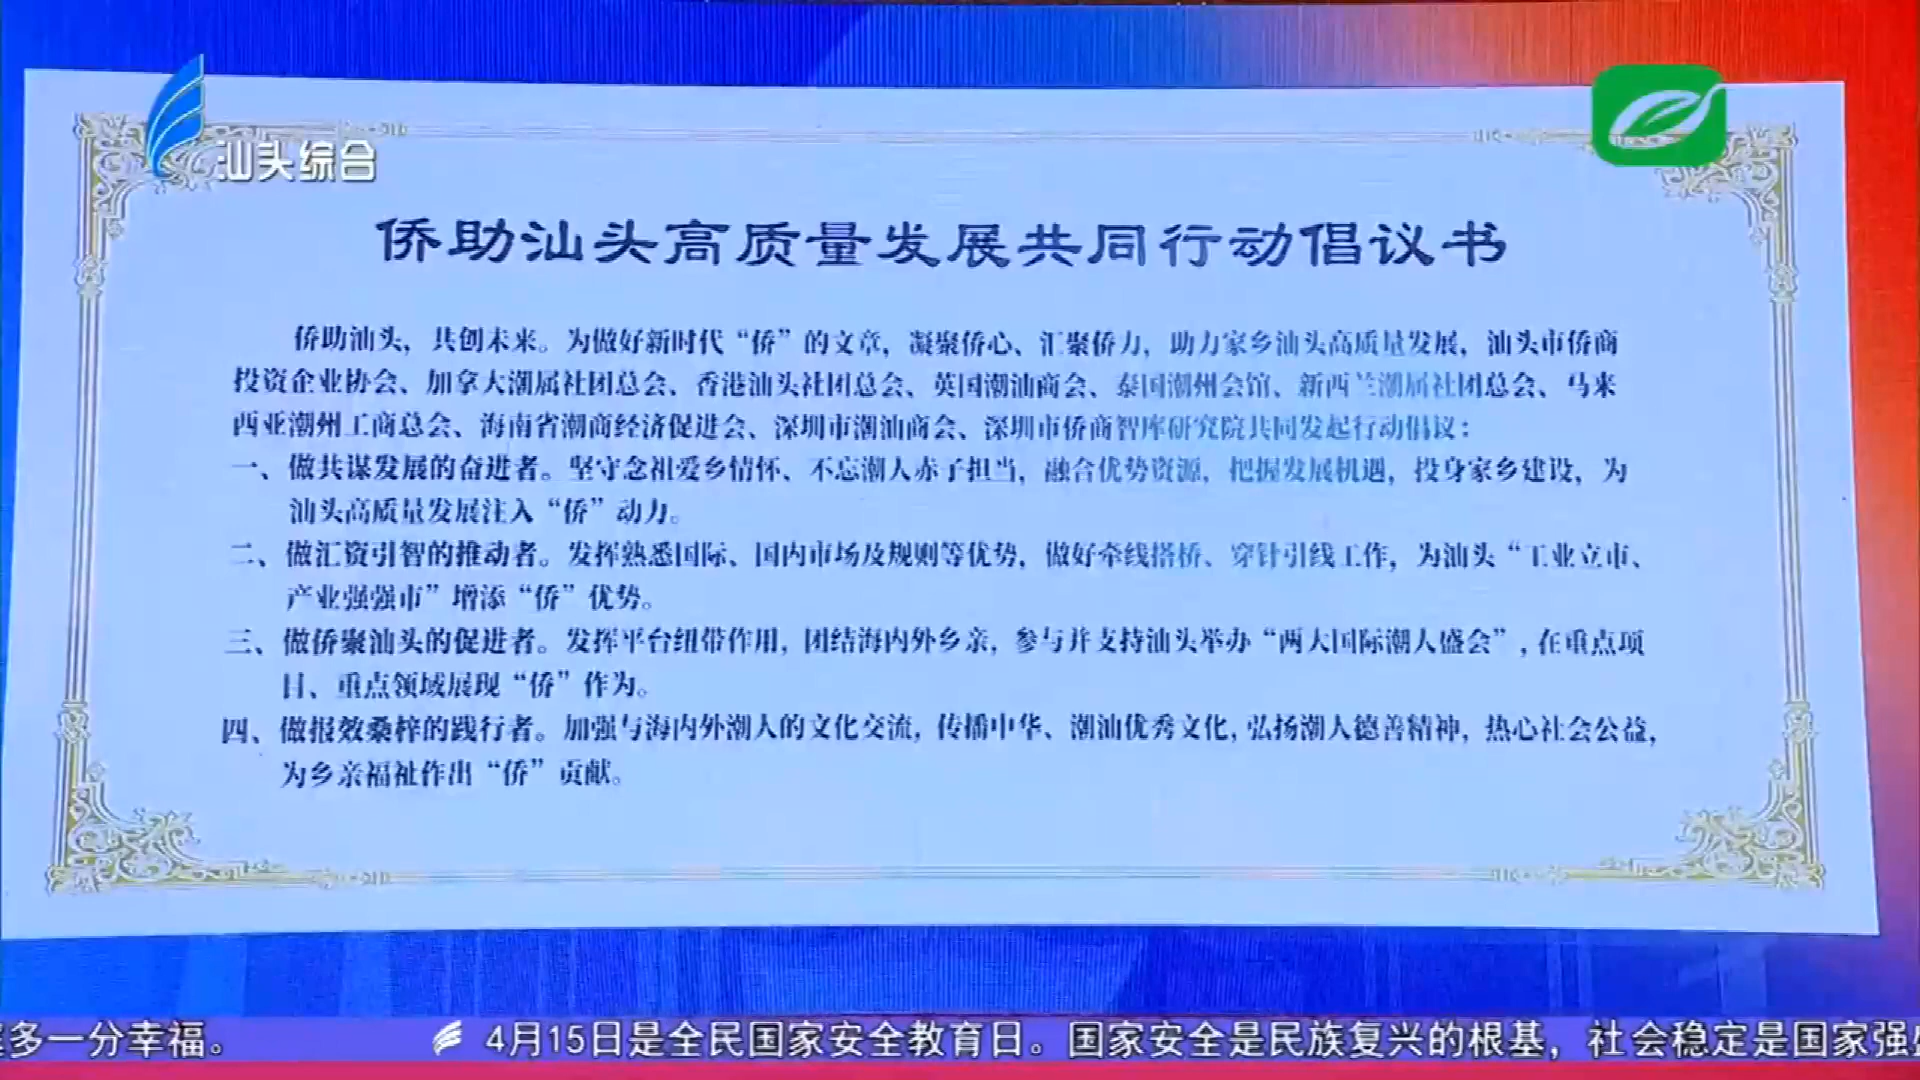 汕头综合
侨助汕头高质量发展共同行动倡议书
侨助汕头，共创未来。为做好新时代“侨”的文章，凝聚侨心、汇聚侨力，助力家乡汕头高质量发展，汕头市侨商
投资企业协会、加拿大潮属社团总会、香港汕头社团总会、英国潮汕商会、泰国潮州会馆、新西兰潮属社团总会、马来
西亚潮州工商总会、海南省潮商经济促进会、深圳市潮汕商会、深圳市侨商智库研究院共同发起行动倡议：
一、做共谋发展的奋进者。坚守念祖爱乡情怀、不忘潮人赤子担当，融合优势资源，把握发展机遇，投身家乡建设，为
汕头高质量发展注入“侨”动力。
二、做汇资引智的推动者。发挥熟悉国际、国内市场及规则等优势，做好牵线搭桥、穿针引线工作，为汕头“工业立市、
产业强强市”增添“侨”优势。
三、做侨聚汕头的促进者。发挥平台纽带作用，团结海内外乡亲，参与并支持汕头举办“两大国际潮人盛会”，在重点项
目、重点领域展现“侨”作为。
四、做报效桑梓的践行者。加强与海内外潮人的文化交流，传播中华、潮汕优秀文化，弘扬潮人德善精神，热心社会公益，
为乡亲福祉作出“侨”贡献。
多一分幸福。 4月15日是全民国家安全教育日。国家安全是民族复兴的根基，社会稳定是国家强